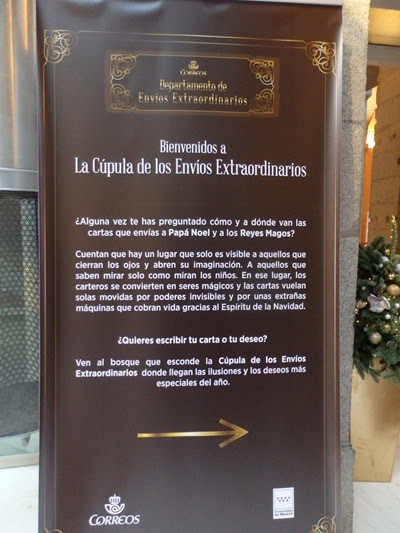 CORREOS
Departamento de
Envíos Extraordinarios
Bienvenidos a
La Cúpula de los Envíos Extraordinarios
¿Alguna vez te has preguntado cómo y a dónde van las
cartas que envías a Papá Noel y a los Reyes Magos?
Cuentan que hay un lugar que solo es visible a aquellos que
cierran los ojos y abren su imaginación. A aquellos que
saben mirar solo como miran los niños. En ese lugar, los
carteros se convierten en seres mágicos y las cartas vuelan
solas movidas por poderes invisibles y por unas extrañas
máquinas que cobran vida gracias al Espíritu de la Navidad.
¿Quieres escribir tu carta o tu deseo?
Ven al bosque que esconde la Cúpula de los Envíos
Extraordinarios donde llegan las ilusiones y los deseos más
especiales del año.
CORREOS
Comunidad
de Madrid